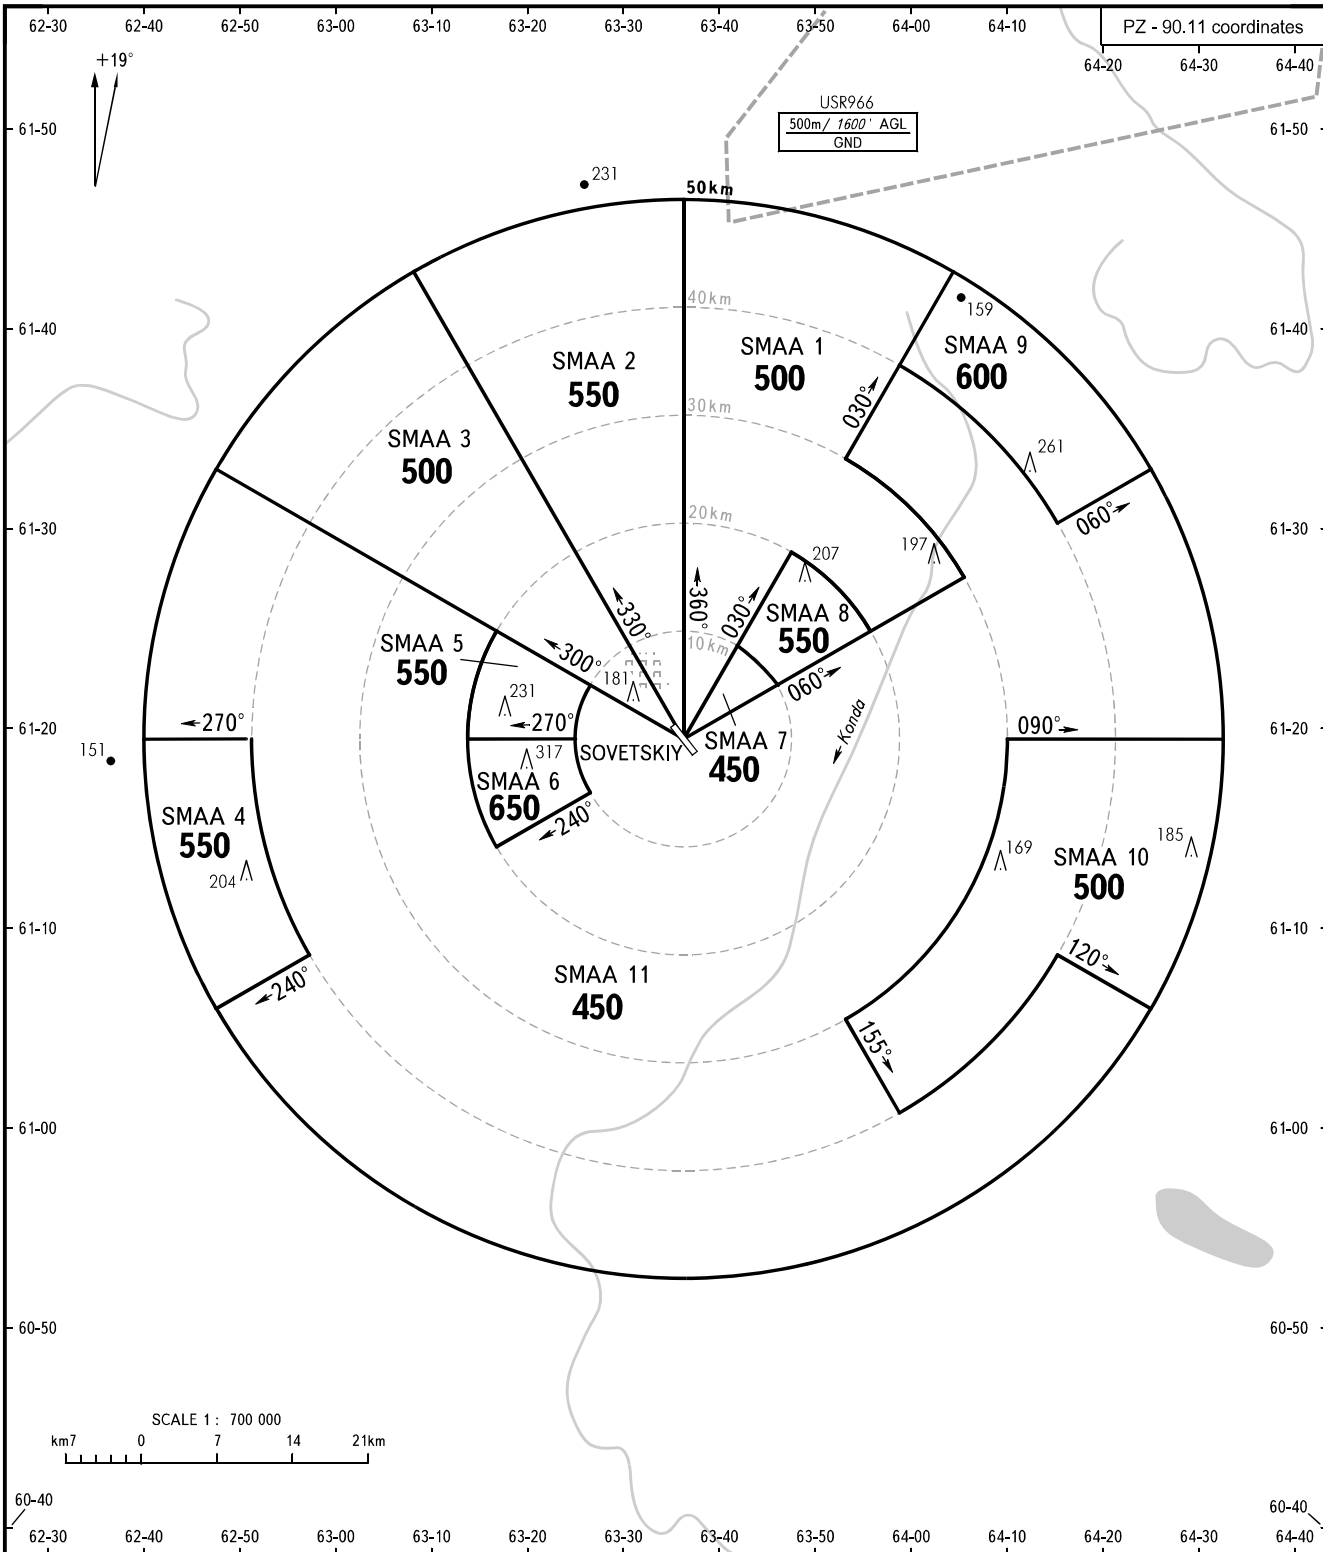 62-30 62-40 62-50 63-00 63-10 63-20 63-30 63-40 63-50 64-00 64-10
PZ - 90.11 coordinates
64-20 64-30 64-40
+19°
USR966
500m/ 1600' AGL
GND
61-50 61-50
231
50km
40km
159
61-40 61-40
SMAA 1
500
SMAA 9
600
SMAA 2
550
030°
30km
SMAA 3
500
261
060°
20km
61-30 61-30
197
207
360°
030°
330°
SMAA 8
550
10km
SMAA 5
550
300°
181
060°
231
Konda
270°
270°
090°
61-20 61-20
SOVETSKIY
SMAA 7
450
151
317
SMAA 6
650
240°
SMAA 4
550
204
169
185
SMAA 10
500
61-10 61-10
120°
240°
SMAA 11
450
155°
61-00 61-00
60-50 60-50
SCALE 1 : 700 000
km7 0 7 14 21km
60-40 60-40
62-30 62-40 62-50 63-00 63-10 63-20 63-30 63-40 63-50 64-00 64-10 64-20 64-30 64-40